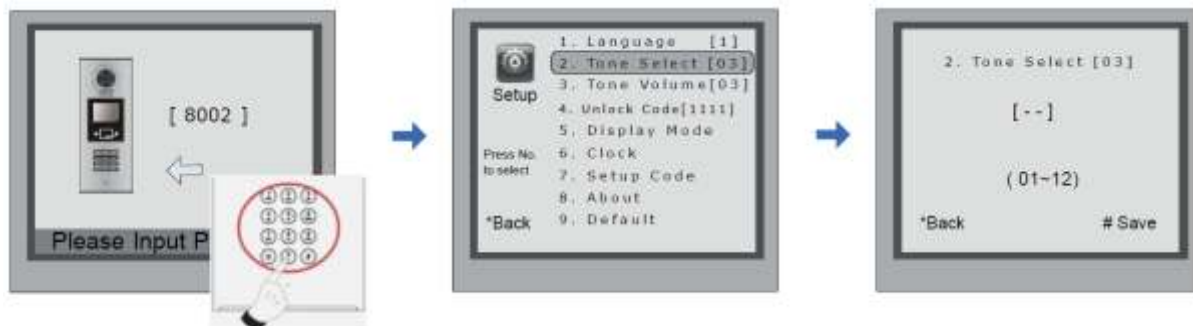 [ 8002 ]
Please Input P
Setup
Press No.
to select
*Back
1. Language [1]
2. Tone Select [03]
3. Tone Volume[03]
4. Unlock Code[1111]
5. Display Mode
6. Clock
7. Setup Code
8. About
9. Default
2. Tone Select [03]
[--]
( 01~12)
*Back # Save